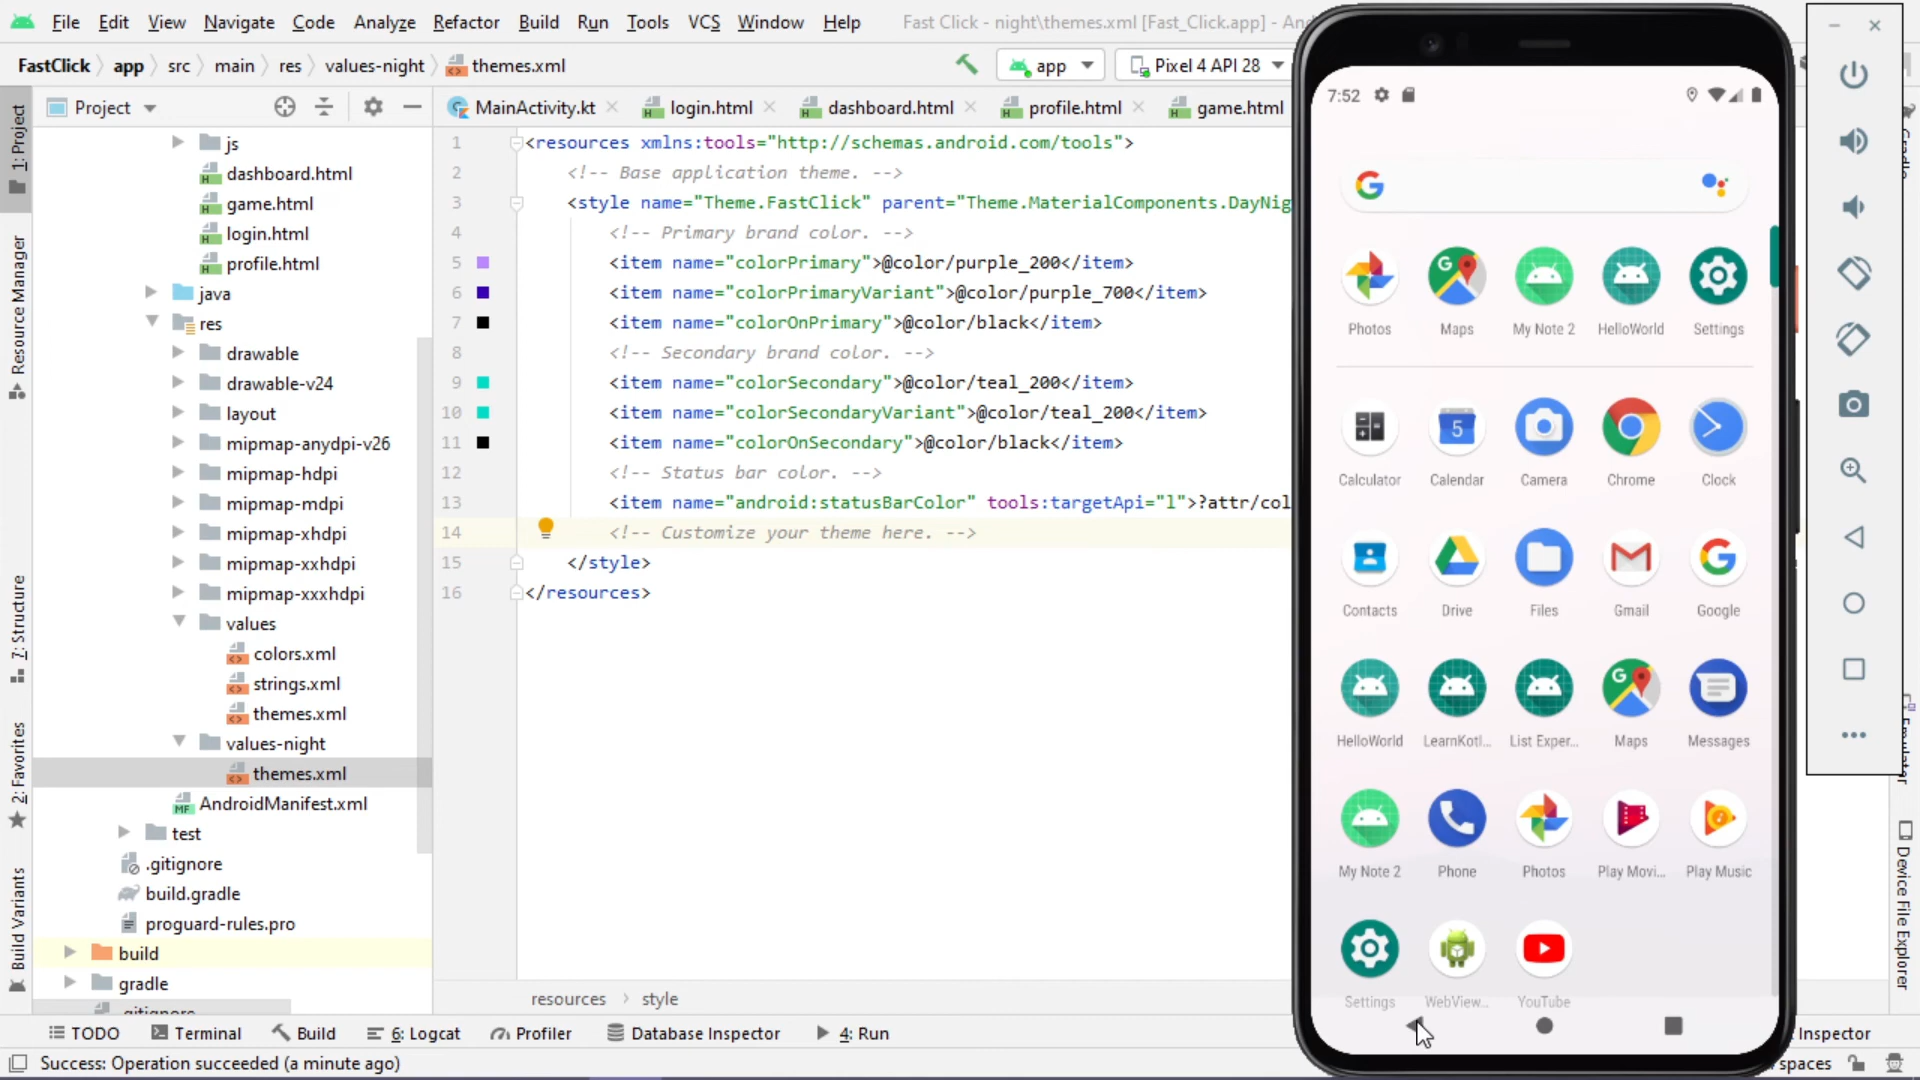 File Edit View Navigate Code Analyze Refactor Build Run Tools VCS Window Help Fast Click - night\themes.xml [Fast_Click.app] - An
FastClick app src main res values-night themes.xml app Pixel 4 API 28
Project
MainActivity.kt login.html dashboard.html profile.html game.html
js
dashboard.html
game.html
login.html
profile.html
java
res
drawable
drawable-v24
layout
mipmap-anydpi-v26
mipmap-hdpi
mipmap-mdpi
mipmap-xhdpi
mipmap-xxhdpi
mipmap-xxxhdpi
values
colors.xml
strings.xml
themes.xml
values-night
themes.xml
AndroidManifest.xml
test
.gitignore
build.gradle
proguard-rules.pro
build
gradle
.gitignore
1: Project
Resource Manager
7: Structure
2: Favorites
Build Variants
1 <resources xmlns:tools="http://schemas.android.com/tools">
2 <!-- Base application theme. -->
3 <style name="Theme.FastClick" parent="Theme.MaterialComponents.DayNig
4 <!-- Primary brand color. -->
5 <item name="colorPrimary">@color/purple_200</item>
6 <item name="colorPrimaryVariant">@color/purple_700</item>
7 <item name="colorOnPrimary">@color/black</item>
8 <!-- Secondary brand color. -->
9 <item name="colorSecondary">@color/teal_200</item>
10 <item name="colorSecondaryVariant">@color/teal_200</item>
11 <item name="colorOnSecondary">@color/black</item>
12 <!-- Status bar color. -->
13 <item name="android:statusBarColor" tools:targetApi="l">?attr/col
14 <!-- Customize your theme here. -->
15 </style>
16 </resources>
resources style
7:52
Photos Maps My Note 2 HelloWorld Settings
5
Calculator Calendar Camera Chrome Clock
Contacts Drive Files Gmail Google
HelloWorld LearnKotl... List Exper... Maps Messages
My Note 2 Phone Photos Play Movi... Play Music
Settings WebView... YouTube
Gradle
Emulator
Device File Explorer
TODO Terminal Build 6: Logcat Profiler Database Inspector 4: Run Inspector
Success: Operation succeeded (a minute ago) spaces